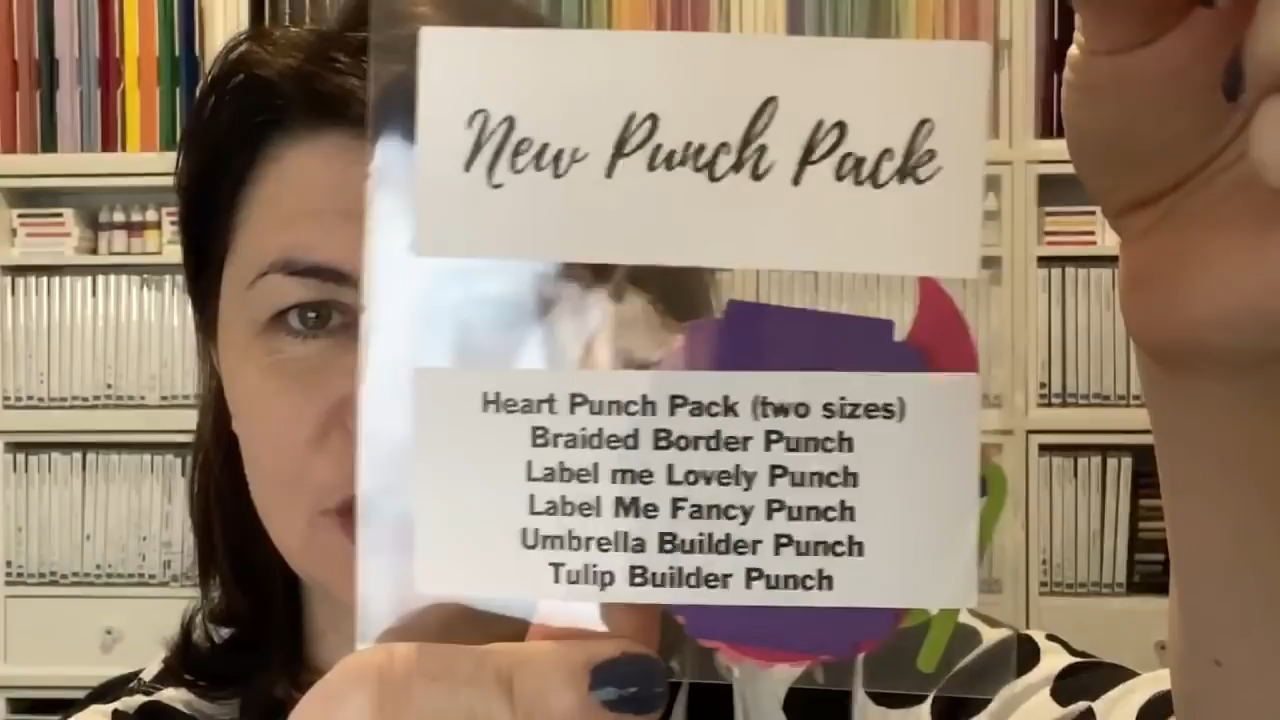 New Punch Pack
Heart Punch Pack (two sizes)
Braided Border Punch
Label me Lovely Punch
Label Me Fancy Punch
Umbrella Builder Punch
Tulip Builder Punch